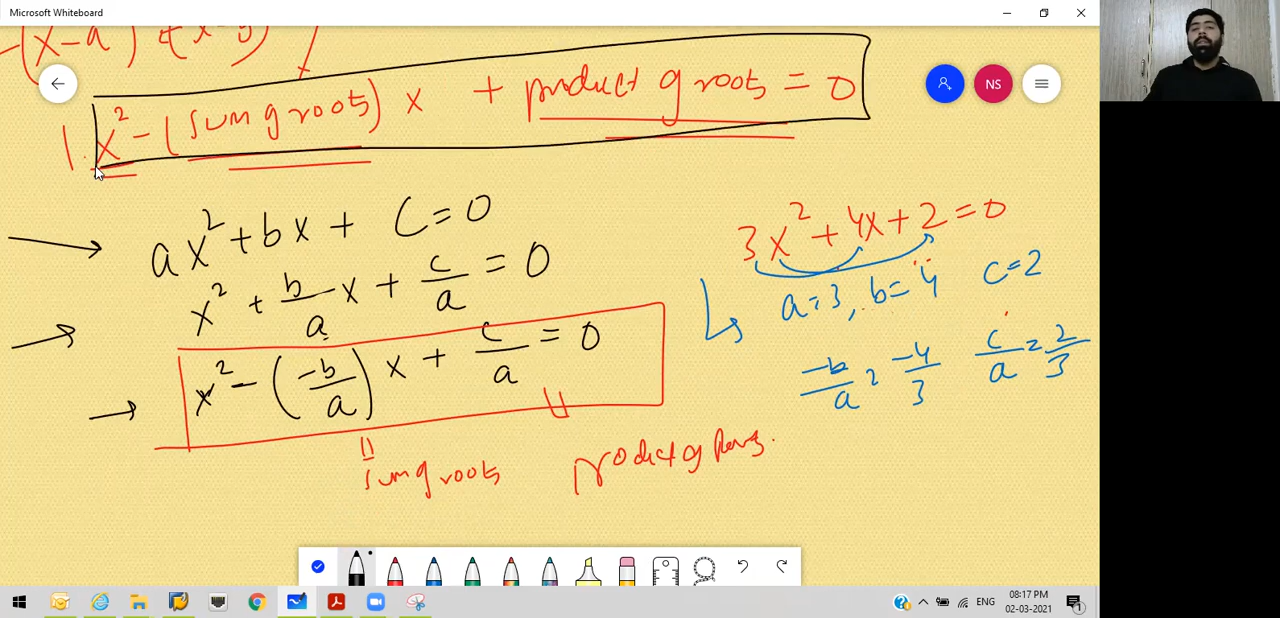 Microsoft Whiteboard
-(x-a)
1. x² - (sum of roots) x + product of roots = 0
NS
ax² + bx + C = 0
x² + b/a x + c/a = 0
x² - (-b/a) x + c/a = 0
sum of roots
product of
3x² + 4x + 2 = 0
a = 3, b = 4 c = 2
-b/a = -4/3 c/a = 2/3
ENG
08:17 PM
02-03-2021
1